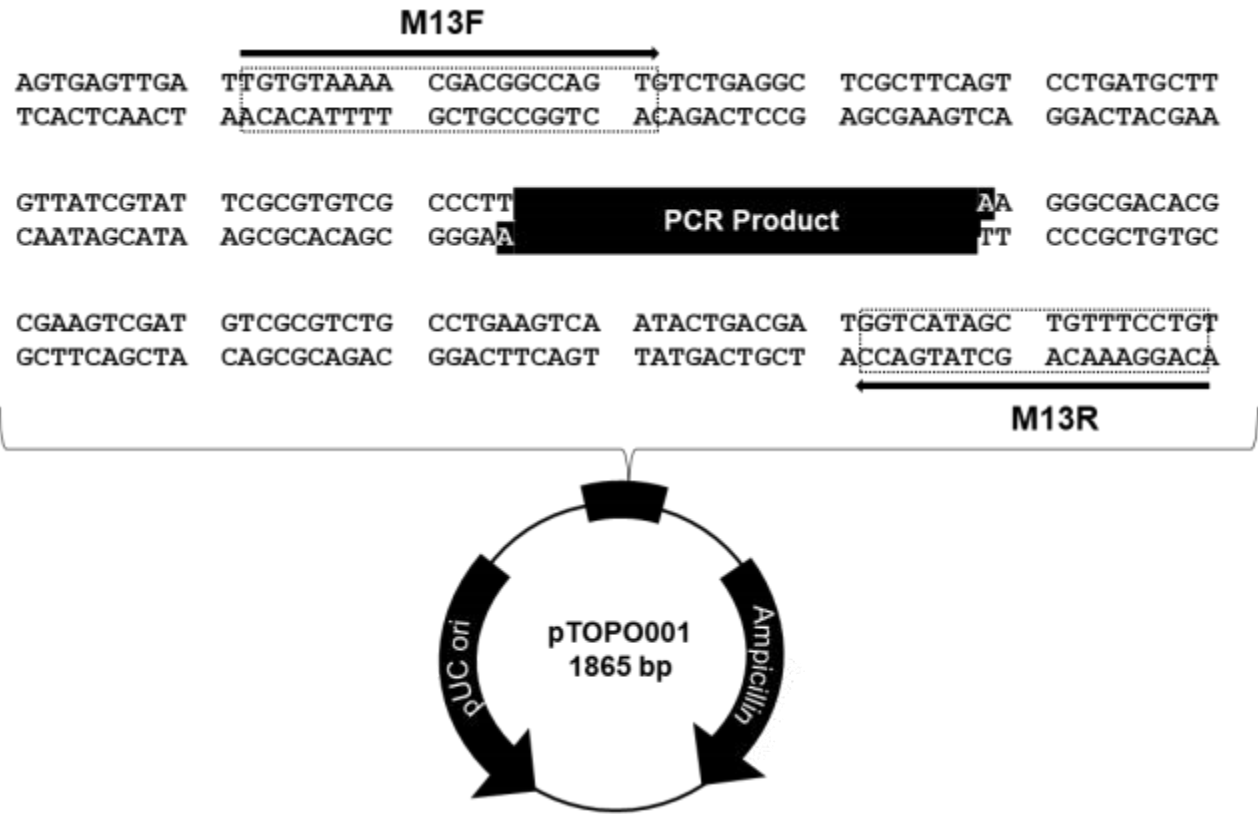 M13F
AGTGAGTTGA TTGTGTAAAA CGACGGCCAG TGTCTGAGGC TCGCTTCAGT CCTGATGCTT
TCACTCAACT AACACATTTT GCTGCCGGTC ACAGACTCCG AGCGAAGTCA GGACTACGAA
GTTATCGTAT TCGCGTGTCG CCCTT AA GGGCGACACG
PCR Product
CAATAGCATA AGCGCACAGC GGGAA TT CCCGCTGTGC
CGAAGTCGAT GTCGCGTCTG CCTGAAGTCA ATACTGACGA TGGTCATAGC TGTTTCCTGT
GCTTCAGCTA CAGCGCAGAC GGACTTCAGT TATGACTGCT ACCAGTATCG ACAAAGGACA
M13R
pUC ori
pTOPO001
1865 bp
Ampicillin